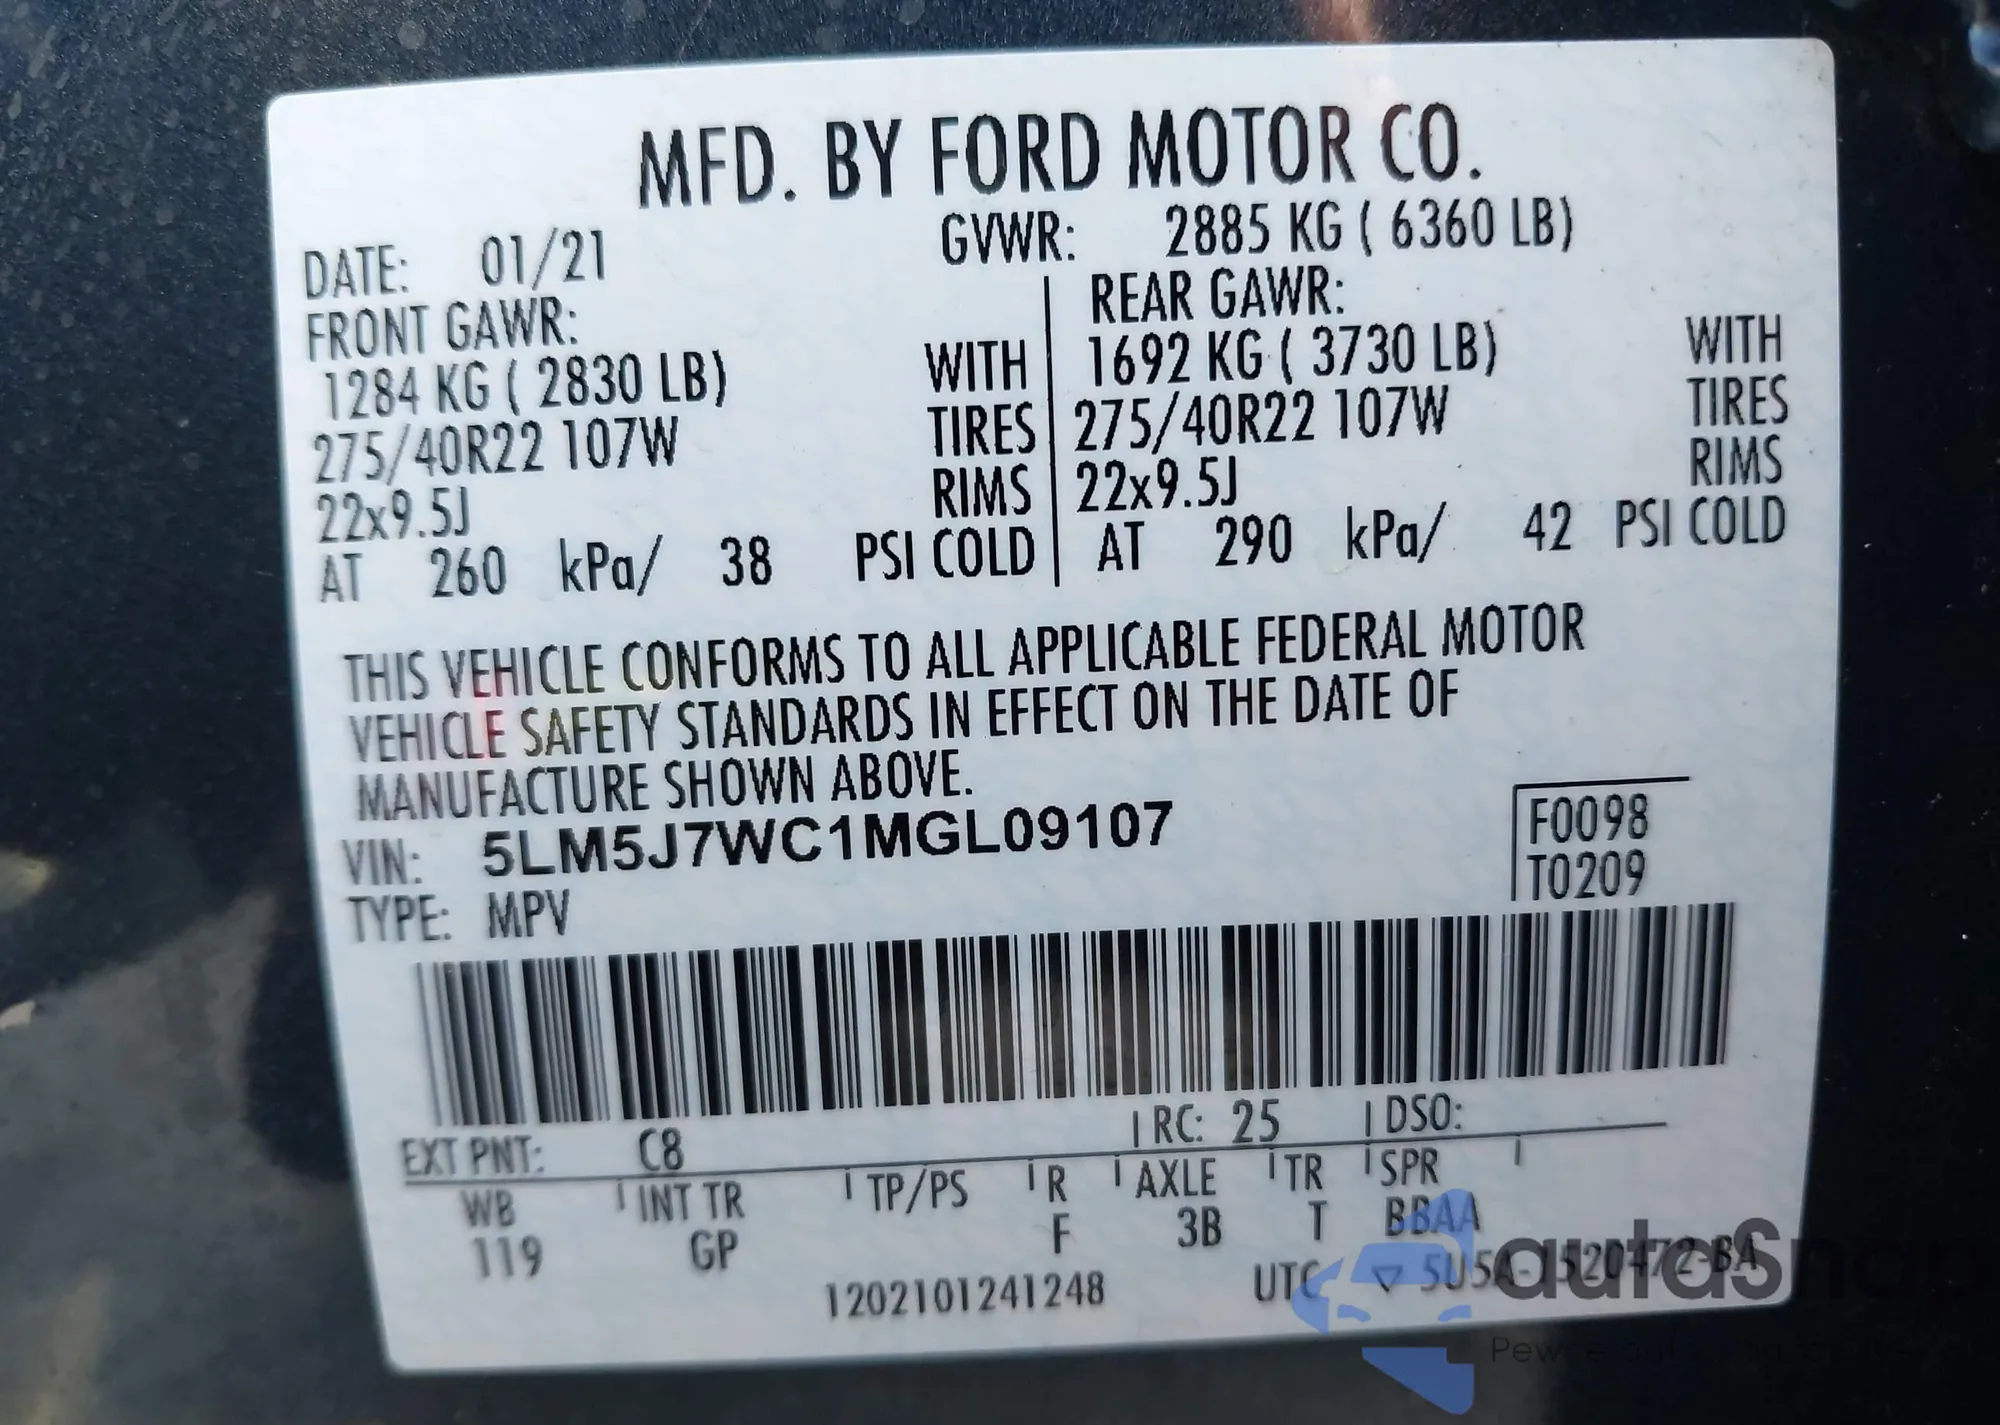 MFD. BY FORD MOTOR CO.
DATE: 01/21 GVWR: 2885 KG ( 6360 LB)
FRONT GAWR: REAR GAWR:
1284 KG ( 2830 LB) WITH 1692 KG ( 3730 LB) WITH
275/40R22 107W TIRES 275/40R22 107W TIRES
22x9.5J RIMS 22x9.5J RIMS
AT 260 kPa/ 38 PSI COLD AT 290 kPa/ 42 PSI COLD
THIS VEHICLE CONFORMS TO ALL APPLICABLE FEDERAL MOTOR
VEHICLE SAFETY STANDARDS IN EFFECT ON THE DATE OF
MANUFACTURE SHOWN ABOVE.
VIN: 5LM5J7WC1MGL09107 F0098
TYPE: MPV T0209
EXT PNT: C8 RC: 25 DSO:
WB INT TR TP/PS R AXLE TR SPR
119 GP F 3B T BBAA
1202101241248 UTC ▽ 5U5A-1520472-BA
autaSnap